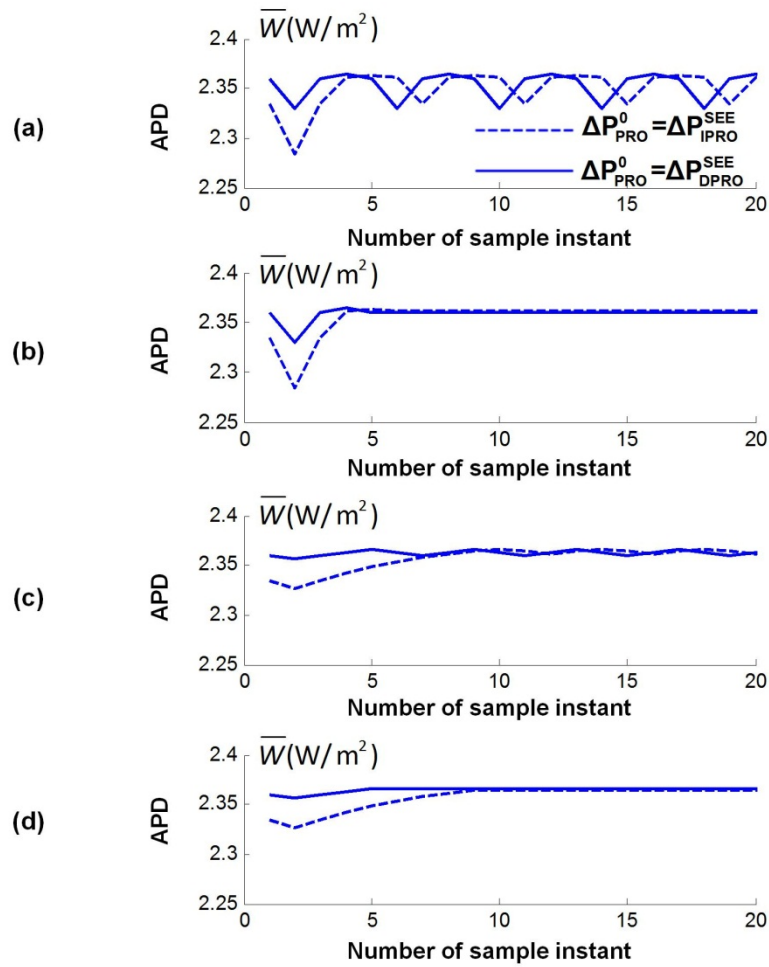 W̅(W/m²)
2.4
2.35
2.3
2.25
APD
(a)
ΔP⁰PRO=ΔPSEE IPRO
ΔP⁰PRO=ΔPSEE DPRO
0 5 10 15 20
Number of sample instant
W̅(W/m²)
2.4
2.35
2.3
2.25
APD
(b)
0 5 10 15 20
Number of sample instant
W̅(W/m²)
2.4
2.35
2.3
2.25
APD
(c)
0 5 10 15 20
Number of sample instant
W̅(W/m²)
2.4
2.35
2.3
2.25
APD
(d)
0 5 10 15 20
Number of sample instant